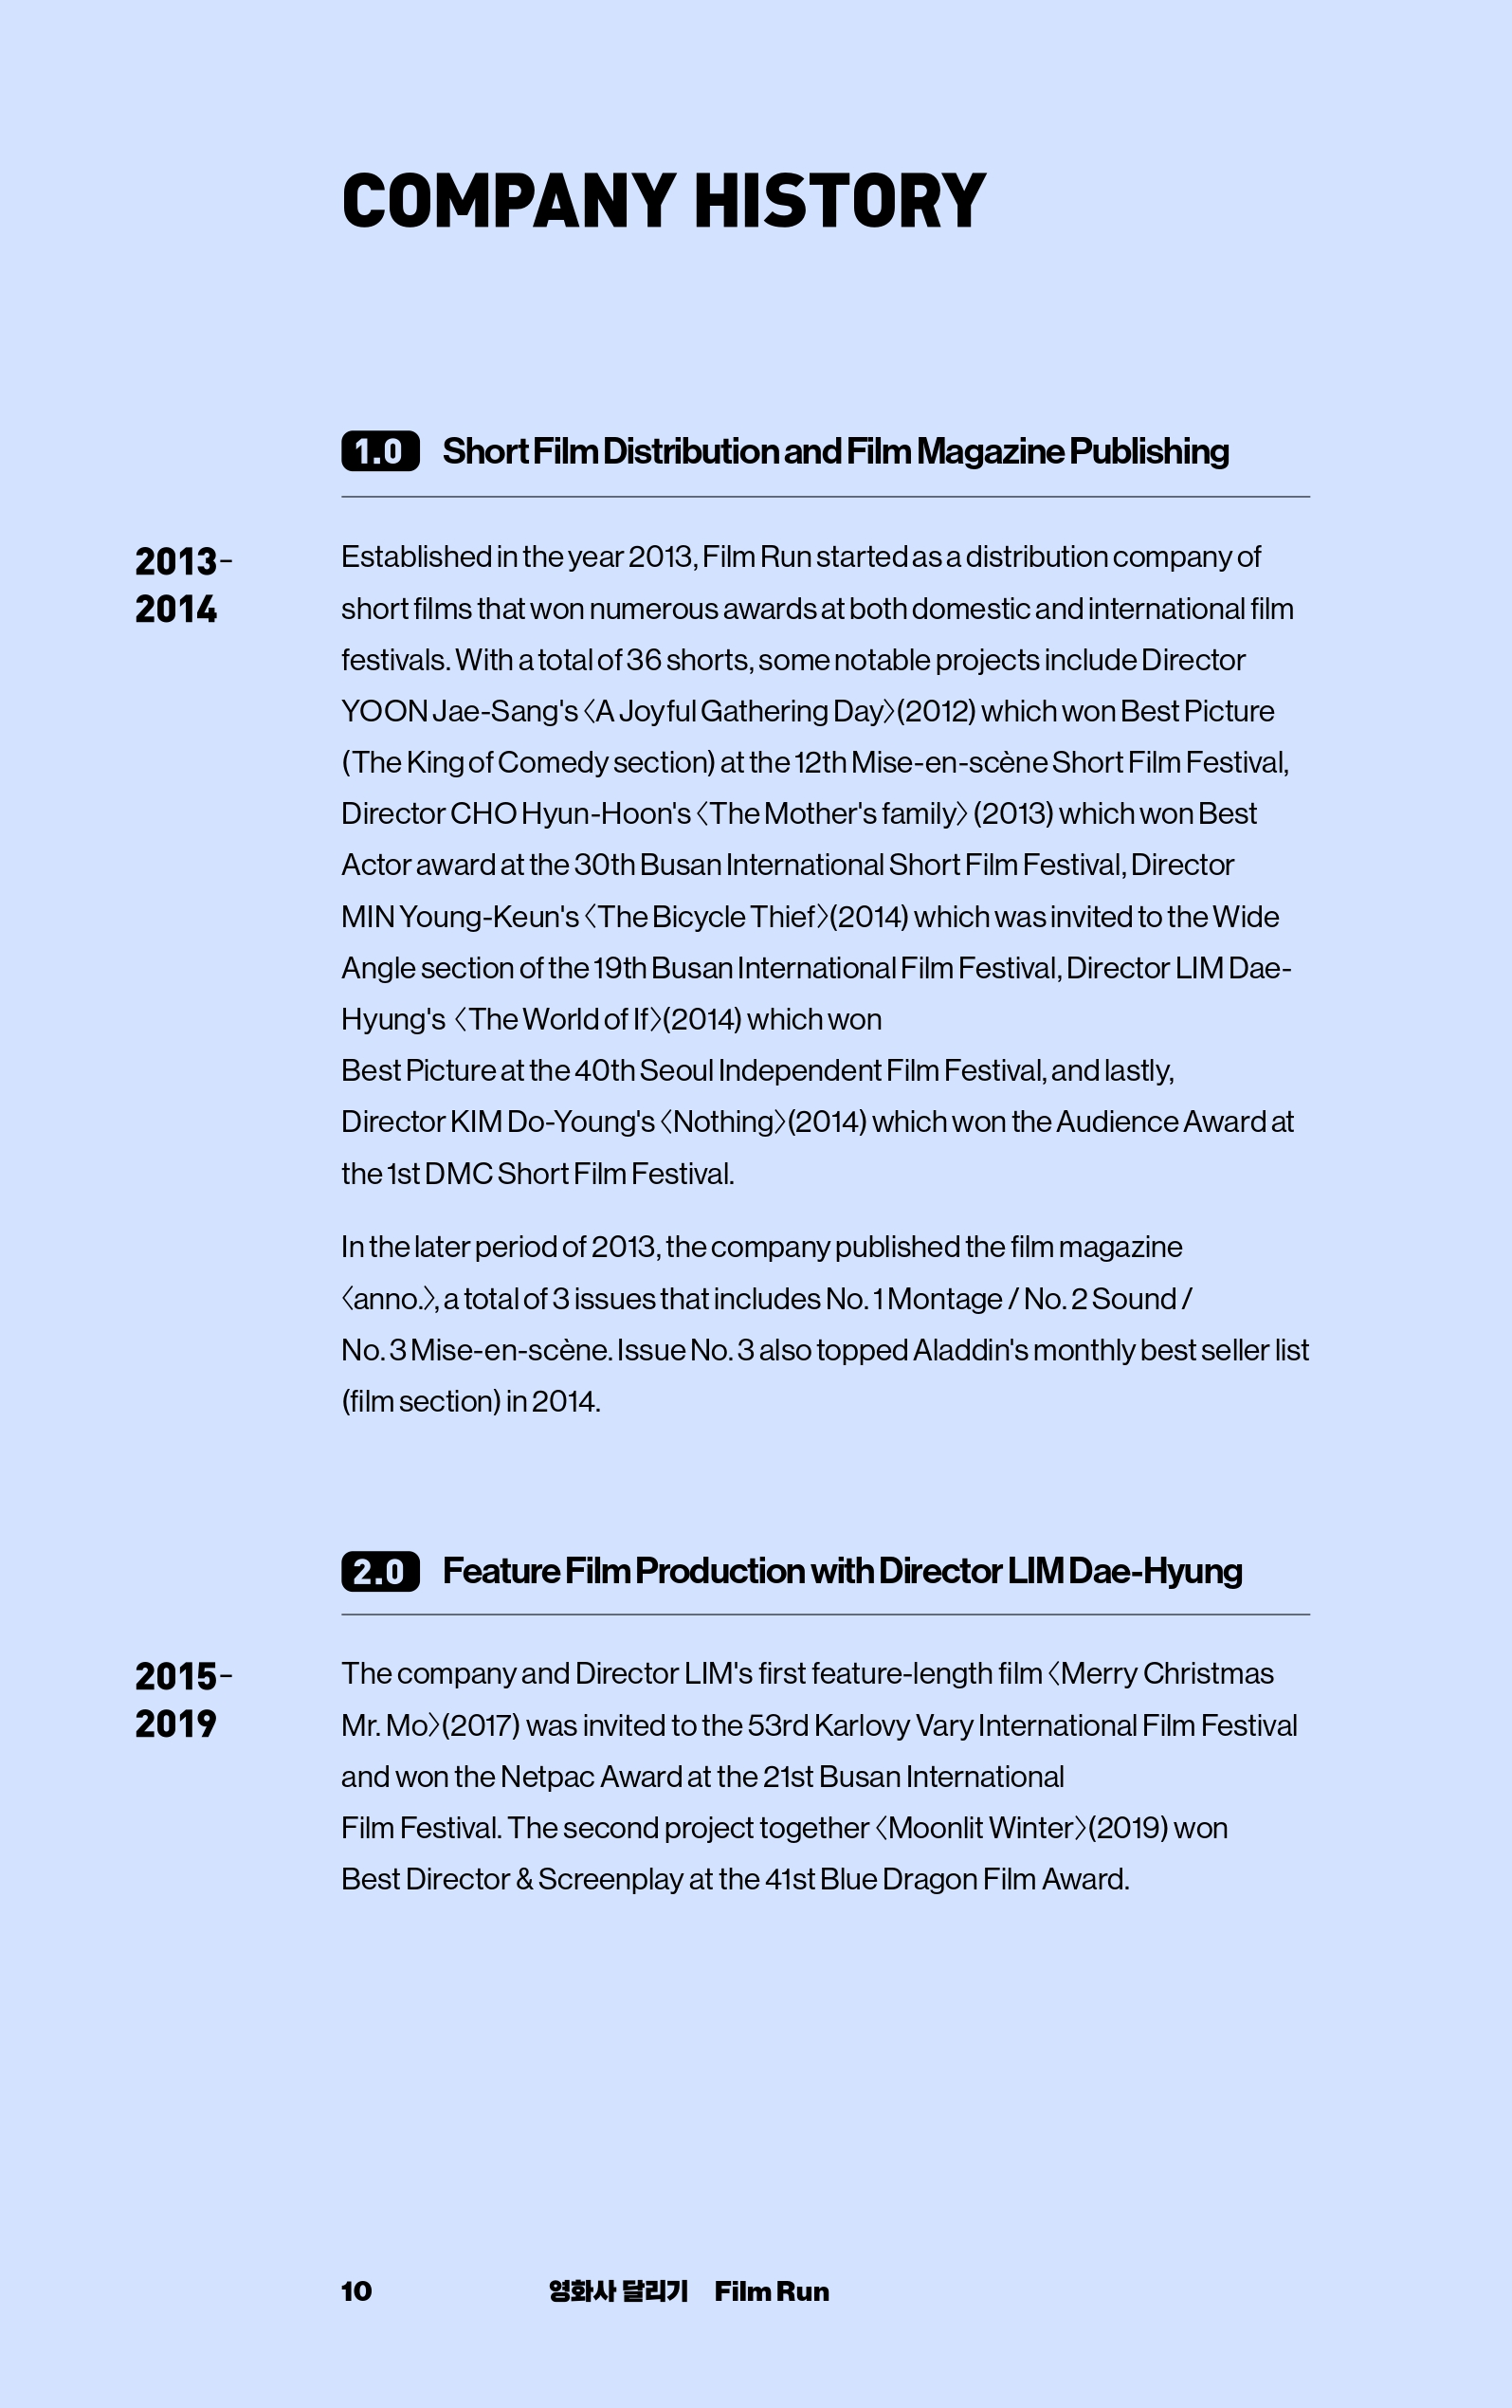 COMPANY HISTORY
1.0 Short Film Distribution and Film Magazine Publishing
2013–
2014
Established in the year 2013, Film Run started as a distribution company of
short films that won numerous awards at both domestic and international film
festivals. With a total of 36 shorts, some notable projects include Director
YOON Jae-Sang's 〈A Joyful Gathering Day〉(2012) which won Best Picture
(The King of Comedy section) at the 12th Mise-en-scène Short Film Festival,
Director CHO Hyun-Hoon's 〈The Mother's family〉 (2013) which won Best
Actor award at the 30th Busan International Short Film Festival, Director
MIN Young-Keun's 〈The Bicycle Thief〉(2014) which was invited to the Wide
Angle section of the 19th Busan International Film Festival, Director LIM Dae-
Hyung's 〈The World of If〉(2014) which won
Best Picture at the 40th Seoul Independent Film Festival, and lastly,
Director KIM Do-Young's 〈Nothing〉(2014) which won the Audience Award at
the 1st DMC Short Film Festival.
In the later period of 2013, the company published the film magazine
〈anno.〉, a total of 3 issues that includes No. 1 Montage / No. 2 Sound /
No. 3 Mise-en-scène. Issue No. 3 also topped Aladdin's monthly best seller list
(film section) in 2014.
2.0 Feature Film Production with Director LIM Dae-Hyung
2015–
2019
The company and Director LIM's first feature-length film 〈Merry Christmas
Mr. Mo〉(2017) was invited to the 53rd Karlovy Vary International Film Festival
and won the Netpac Award at the 21st Busan International
Film Festival. The second project together 〈Moonlit Winter〉(2019) won
Best Director & Screenplay at the 41st Blue Dragon Film Award.
10 영화사 달리기 Film Run